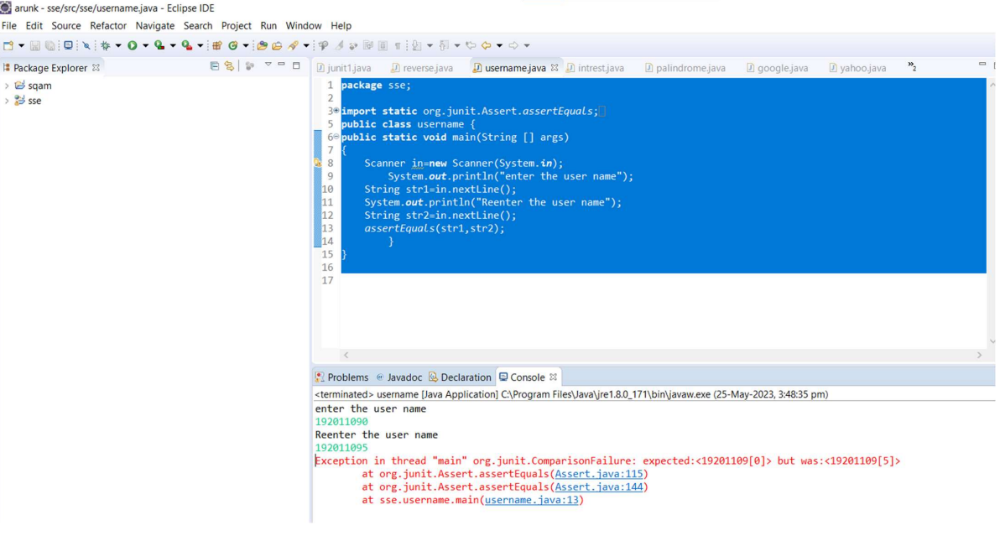 arunk - sse/src/sse/username.java - Eclipse IDE
File Edit Source Refactor Navigate Search Project Run Window Help
Package Explorer
sqam
sse
junit1.java reverse.java username.java intrest.java palindrome.java google.java yahoo.java »2
1 package sse;
2
3 import static org.junit.Assert.assertEquals;
5 public class username {
6 public static void main(String [] args)
7 {
8 Scanner in=new Scanner(System.in);
9 System.out.println("enter the user name");
10 String str1=in.nextLine();
11 System.out.println("Reenter the user name");
12 String str2=in.nextLine();
13 assertEquals(str1,str2);
14 }
15 }
16
17
Problems Javadoc Declaration Console
<terminated> username [Java Application] C:\Program Files\Java\jre1.8.0_171\bin\javaw.exe (25-May-2023, 3:48:35 pm)
enter the user name
192011090
Reenter the user name
192011095
Exception in thread "main" org.junit.ComparisonFailure: expected:<19201109[0]> but was:<19201109[5]>
at org.junit.Assert.assertEquals(Assert.java:115)
at org.junit.Assert.assertEquals(Assert.java:144)
at sse.username.main(username.java:13)